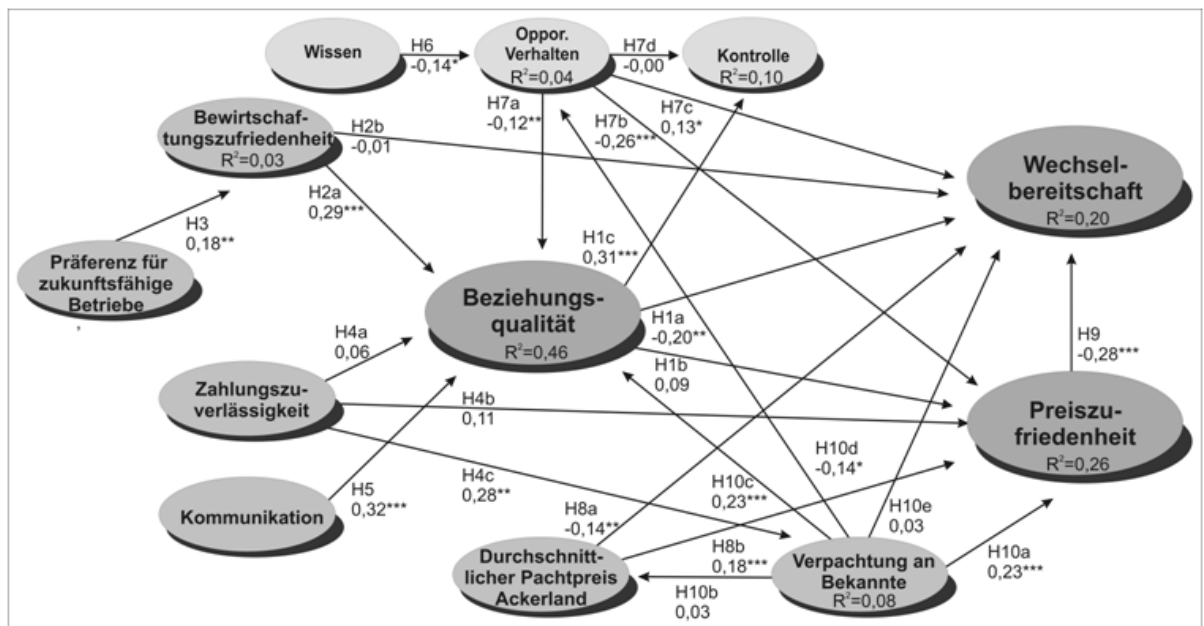 Wissen
H6
-0,14*
Oppor.
Verhalten
R²=0,04
H7d
-0,00
Kontrolle
R²=0,10
Bewirtschaf-
tungszufriedenheit
R²=0,03
H2b
-0,01
H7a
-0,12**
H7b
-0,26***
H7c
0,13*
Wechsel-
bereitschaft
R²=0,20
H2a
0,29***
H3
0,18**
Präferenz für
zukunftsfähige
Betriebe
,
Beziehungs-
qualität
R²=0,46
H1c
0,31***
H1a
-0,20**
H1b
0,09
H9
-0,28***
H4a
0,06
Zahlungszu-
verlässigkeit
H4b
0,11
H4c
0,28**
Preiszu-
friedenheit
R²=0,26
Kommunikation
H5
0,32***
H8a
-0,14**
H10c
0,23***
H10d
-0,14*
H10e
0,03
Durchschnitt-
licher Pachtpreis
Ackerland
H8b
0,18***
H10b
0,03
Verpachtung an
Bekannte
R²=0,08
H10a
0,23***